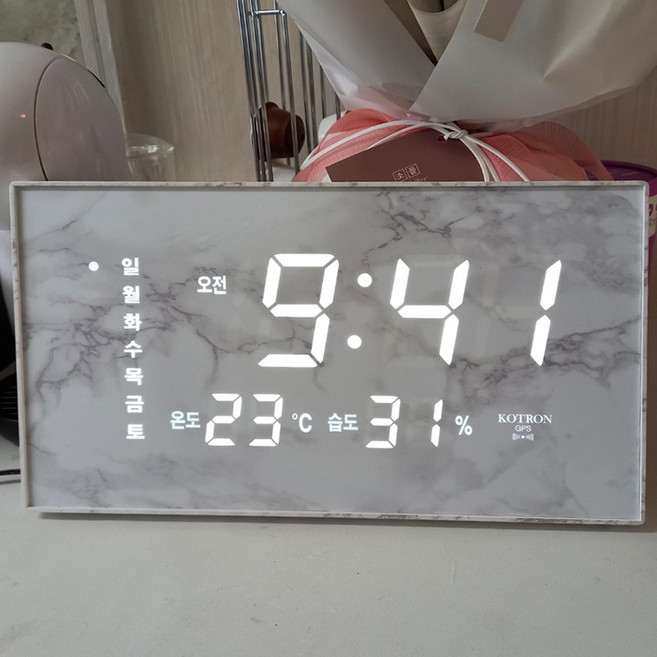 일
월
화
수
목
금
토
오전 9:41
온도 23 °C 습도 31 %
KOTRON
GPS